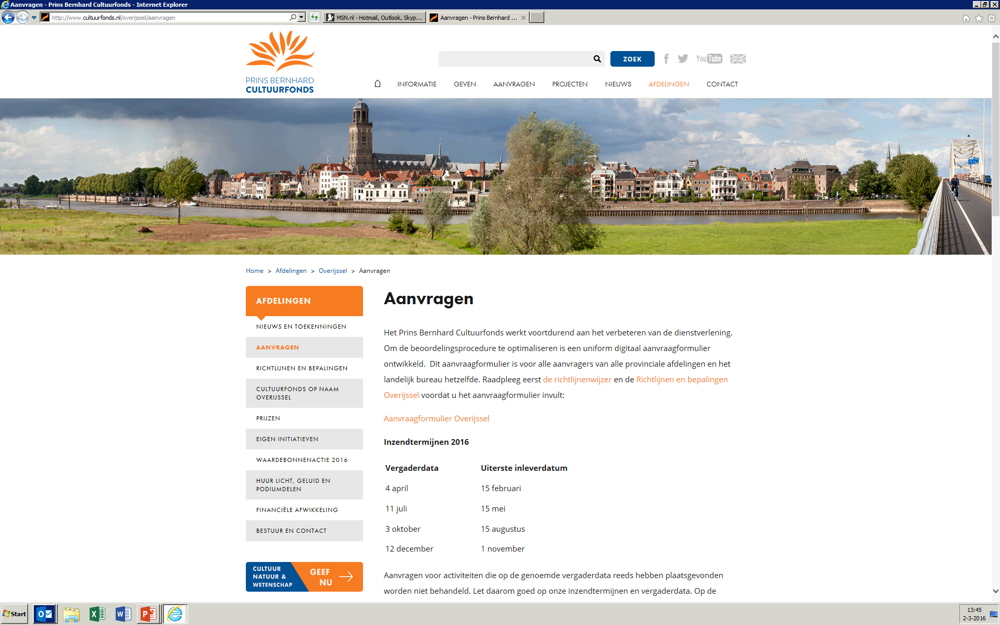 Aanvragen - Prins Bernhard Cultuurfonds - Internet Explorer
http://www.cultuurfonds.nl/overijssel/aanvragen
MSN.nl - Hotmail, Outlook, Skyp...
Aanvragen - Prins Bernhard ...
PRINS BERNHARD
CULTUURFONDS
ZOEK
YouTube
INFORMATIE GEVEN AANVRAGEN PROJECTEN NIEUWS AFDELINGEN CONTACT
Home > Afdelingen > Overijssel > Aanvragen
AFDELINGEN
NIEUWS EN TOEKENNINGEN
AANVRAGEN
RICHTLIJNEN EN BEPALINGEN
CULTUURFONDS OP NAAM
OVERIJSSEL
PRIJZEN
EIGEN INITIATIEVEN
WAARDEBONNENACTIE 2016
HUUR LICHT, GELUID EN
PODIUMDELEN
FINANCIËLE AFWIKKELING
BESTUUR EN CONTACT
CULTUUR
NATUUR &
WETENSCHAP
GEEF
NU
Aanvragen
Het Prins Bernhard Cultuurfonds werkt voortdurend aan het verbeteren van de dienstverlening.
Om de beoordelingsprocedure te optimaliseren is een uniform digitaal aanvraagformulier
ontwikkeld. Dit aanvraagformulier is voor alle aanvragers van alle provinciale afdelingen en het
landelijk bureau hetzelfde. Raadpleeg eerst de richtlijnenwijzer en de Richtlijnen en bepalingen
Overijssel voordat u het aanvraagformulier invult:
Aanvraagformulier Overijssel
Inzendtermijnen 2016
Vergaderdata Uiterste inleverdatum
4 april 15 februari
11 juli 15 mei
3 oktober 15 augustus
12 december 1 november
Aanvragen voor activiteiten die op de genoemde vergaderdata reeds hebben plaatsgevonden
worden niet behandeld. Let daarom goed op onze inzendtermijnen en vergaderdata. Op de
Start
13:45
2-3-2016